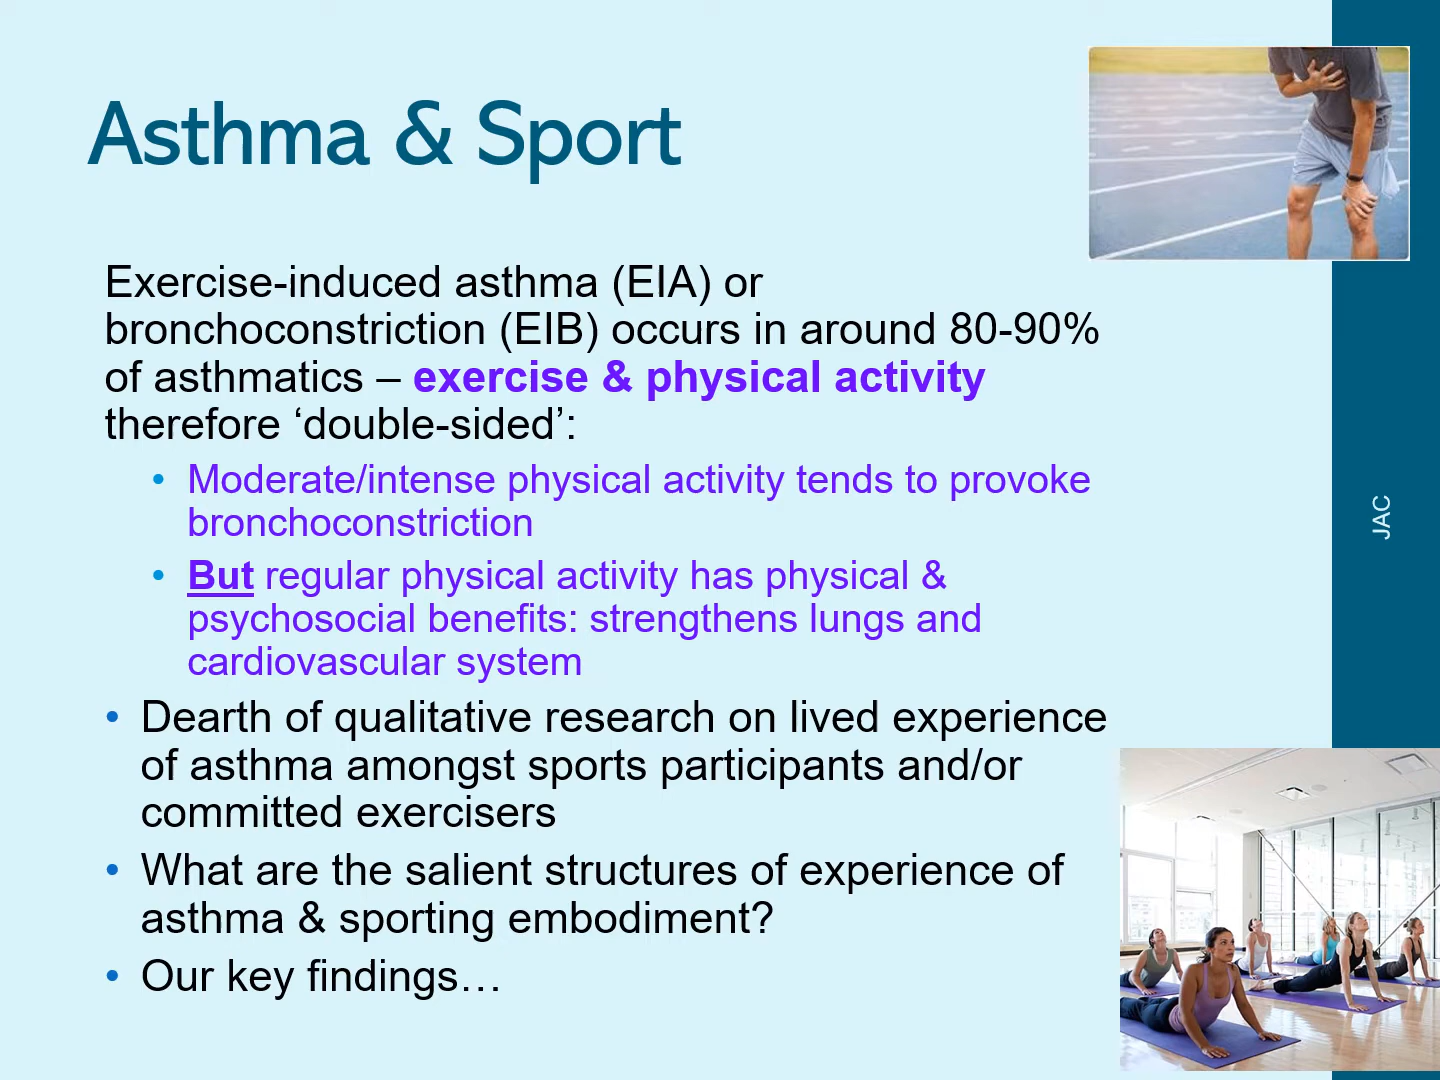 Asthma & Sport
Exercise-induced asthma (EIA) or
bronchoconstriction (EIB) occurs in around 80-90%
of asthmatics – exercise & physical activity
therefore ‘double-sided’:
• Moderate/intense physical activity tends to provoke
bronchoconstriction
• But regular physical activity has physical &
psychosocial benefits: strengthens lungs and
cardiovascular system
• Dearth of qualitative research on lived experience
of asthma amongst sports participants and/or
committed exercisers
• What are the salient structures of experience of
asthma & sporting embodiment?
• Our key findings…
JAC